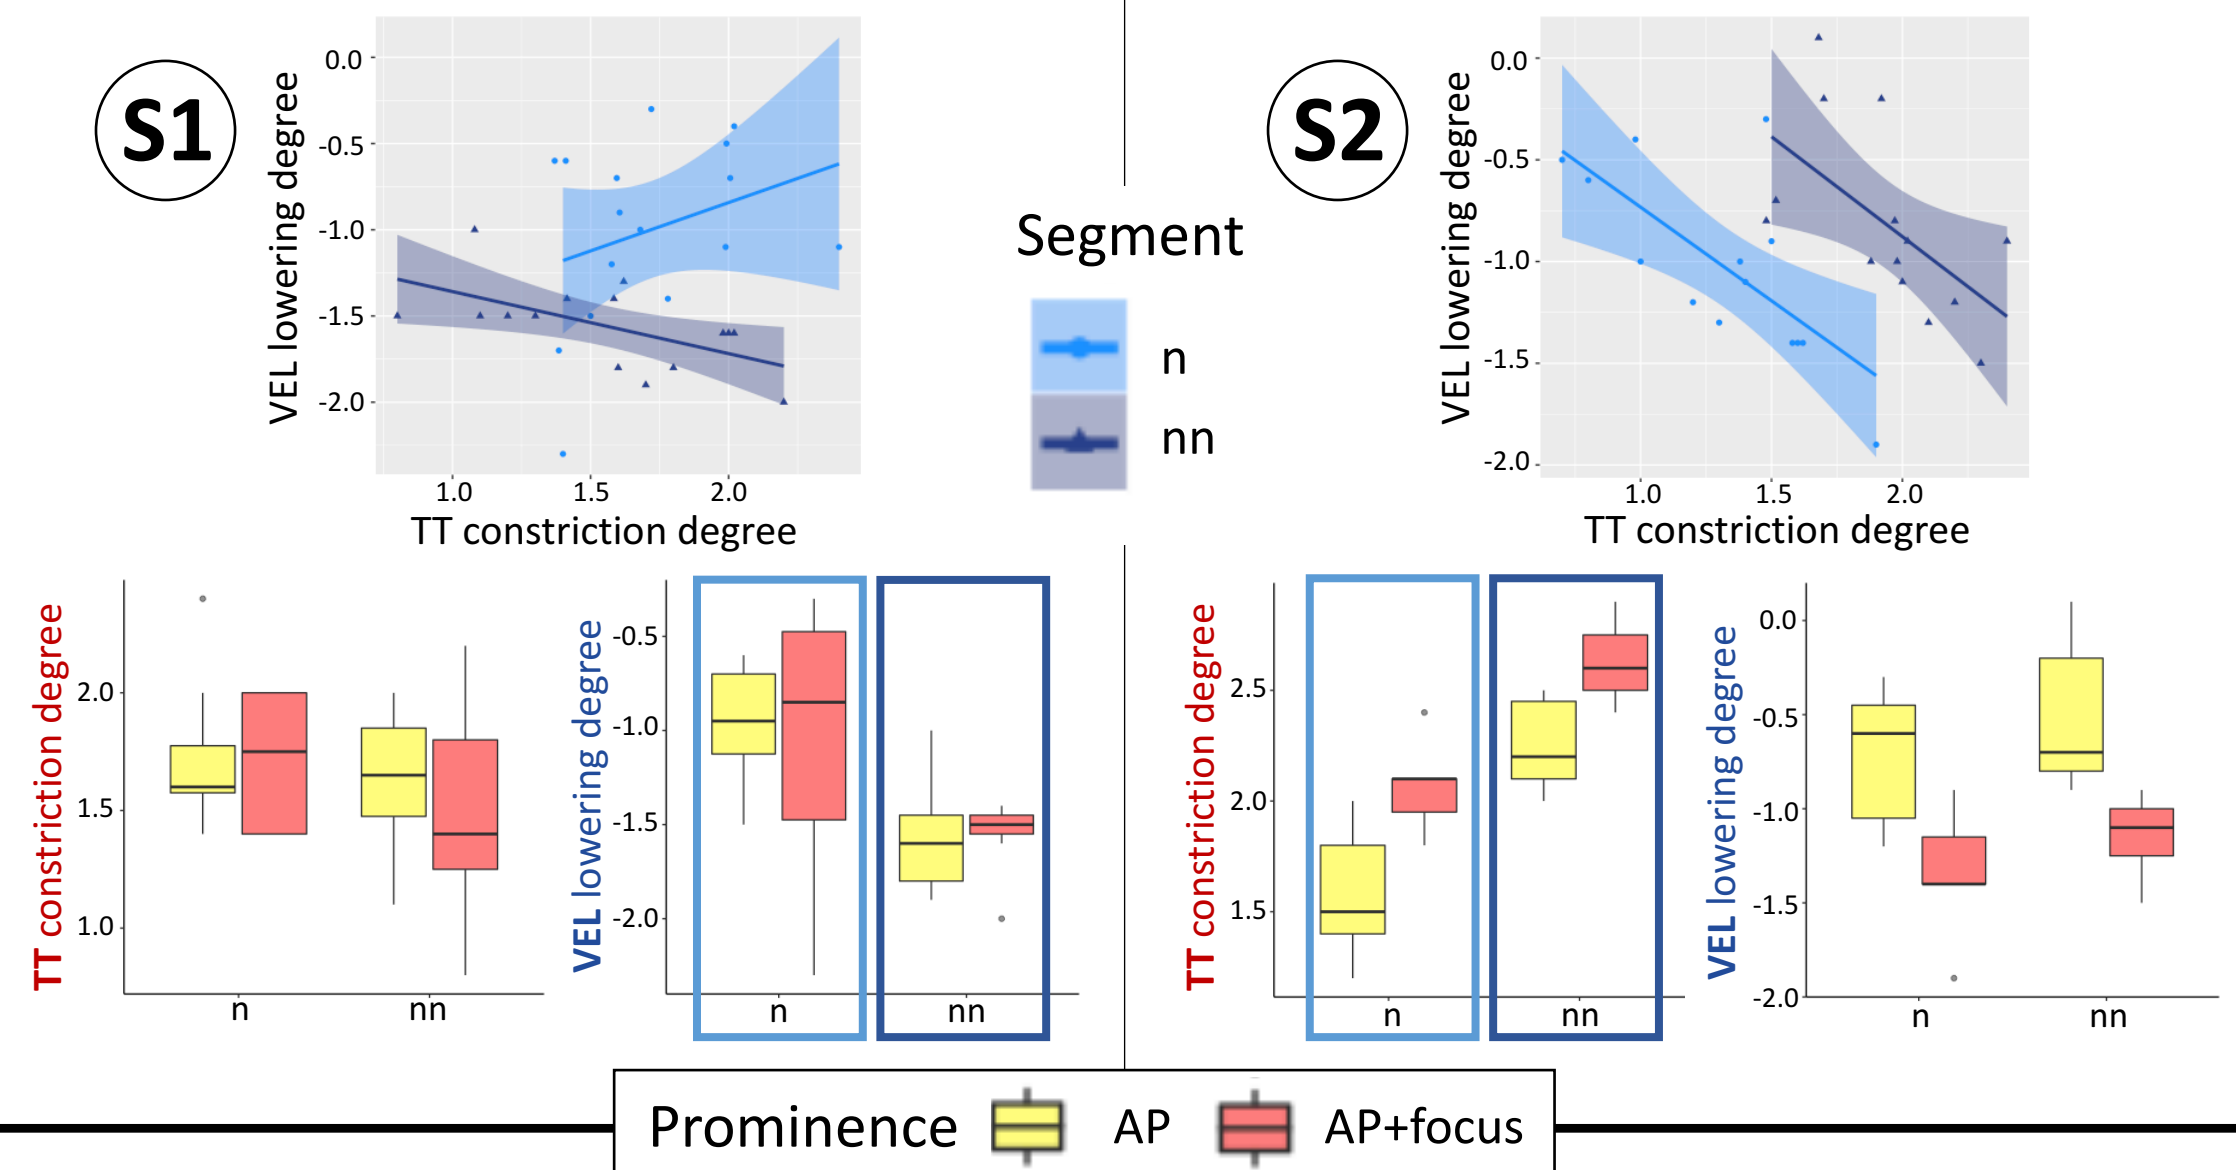 S1
VEL lowering degree
0.0
-0.5
-1.0
-1.5
-2.0
1.0 1.5 2.0
TT constriction degree
Segment
n
nn
S2
VEL lowering degree
0.0
-0.5
-1.0
-1.5
-2.0
1.0 1.5 2.0
TT constriction degree
TT constriction degree
2.0
1.5
1.0
n nn
VEL lowering degree
-0.5
-1.0
-1.5
-2.0
n nn
TT constriction degree
2.5
2.0
1.5
n nn
VEL lowering degree
0.0
-0.5
-1.0
-1.5
-2.0
n nn
Prominence AP AP+focus